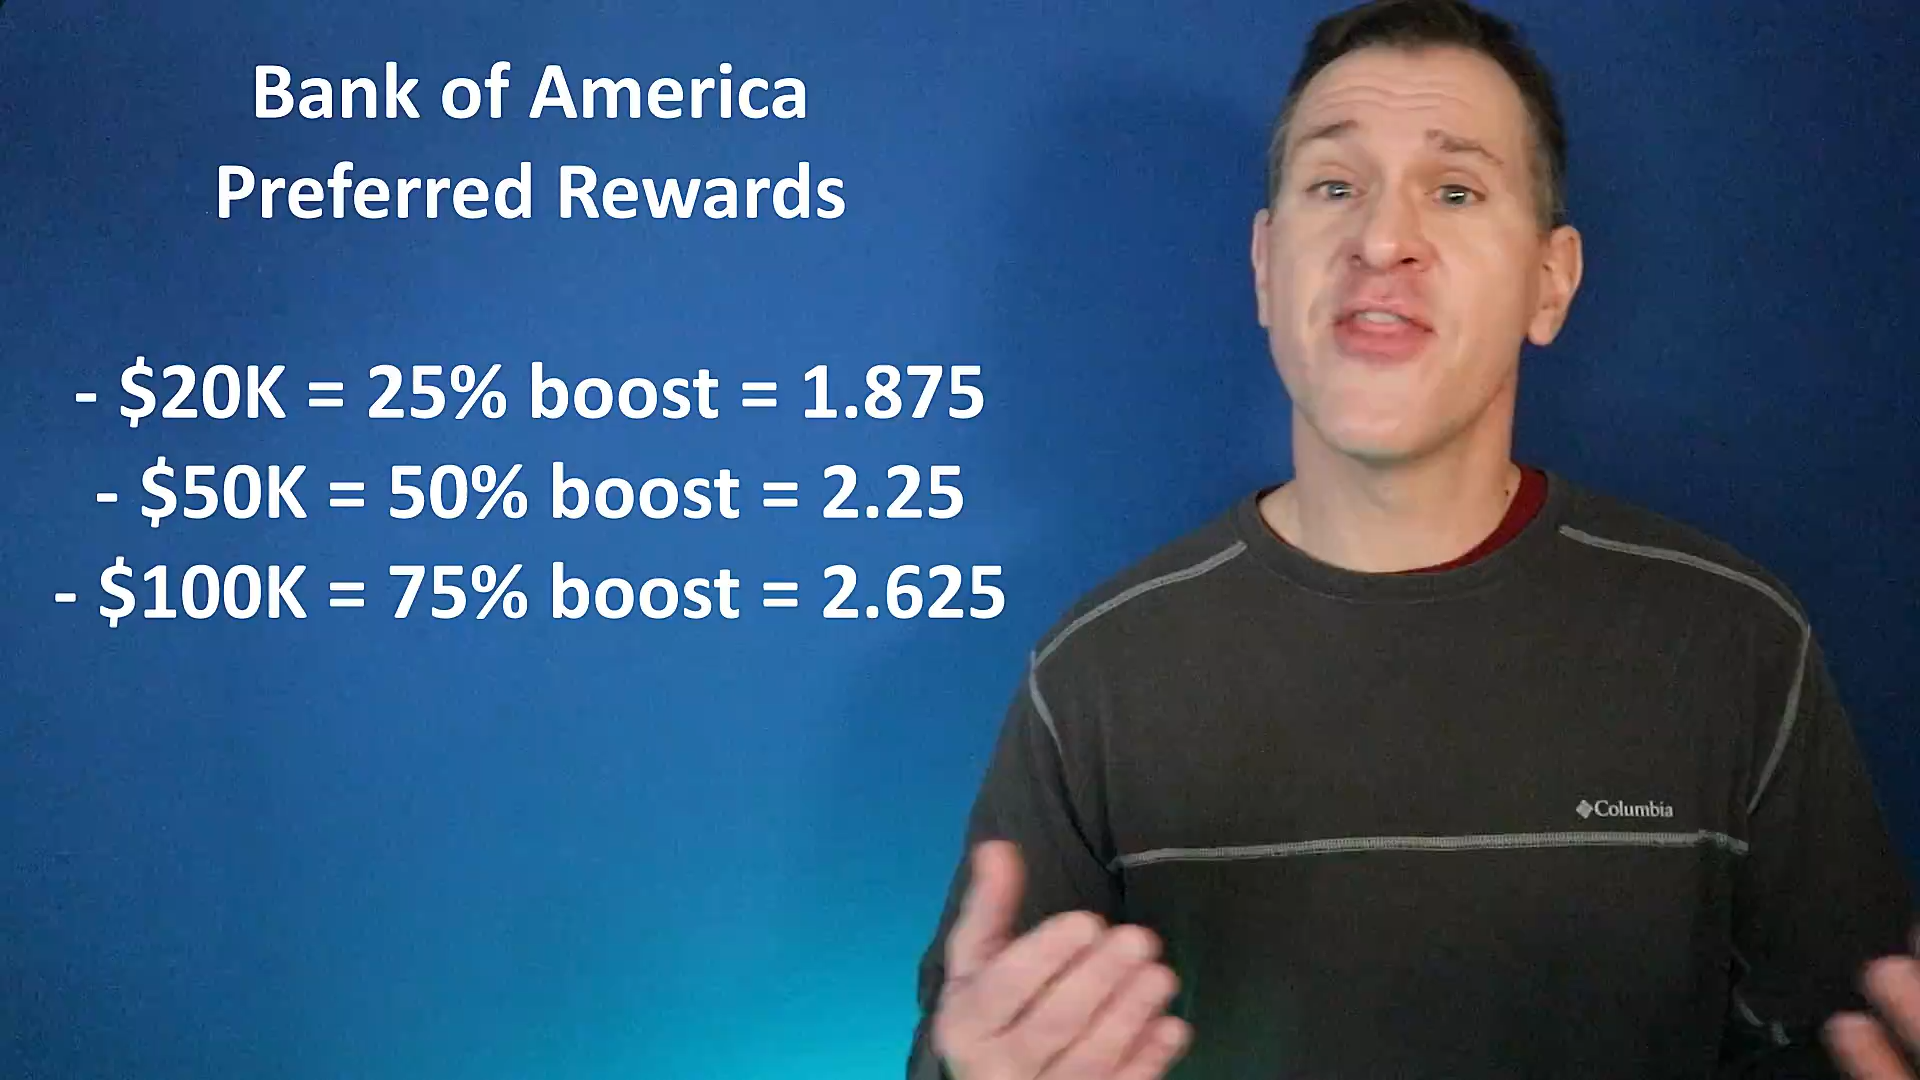 Bank of America
Preferred Rewards
- $20K = 25% boost = 1.875
- $50K = 50% boost = 2.25
- $100K = 75% boost = 2.625
Columbia